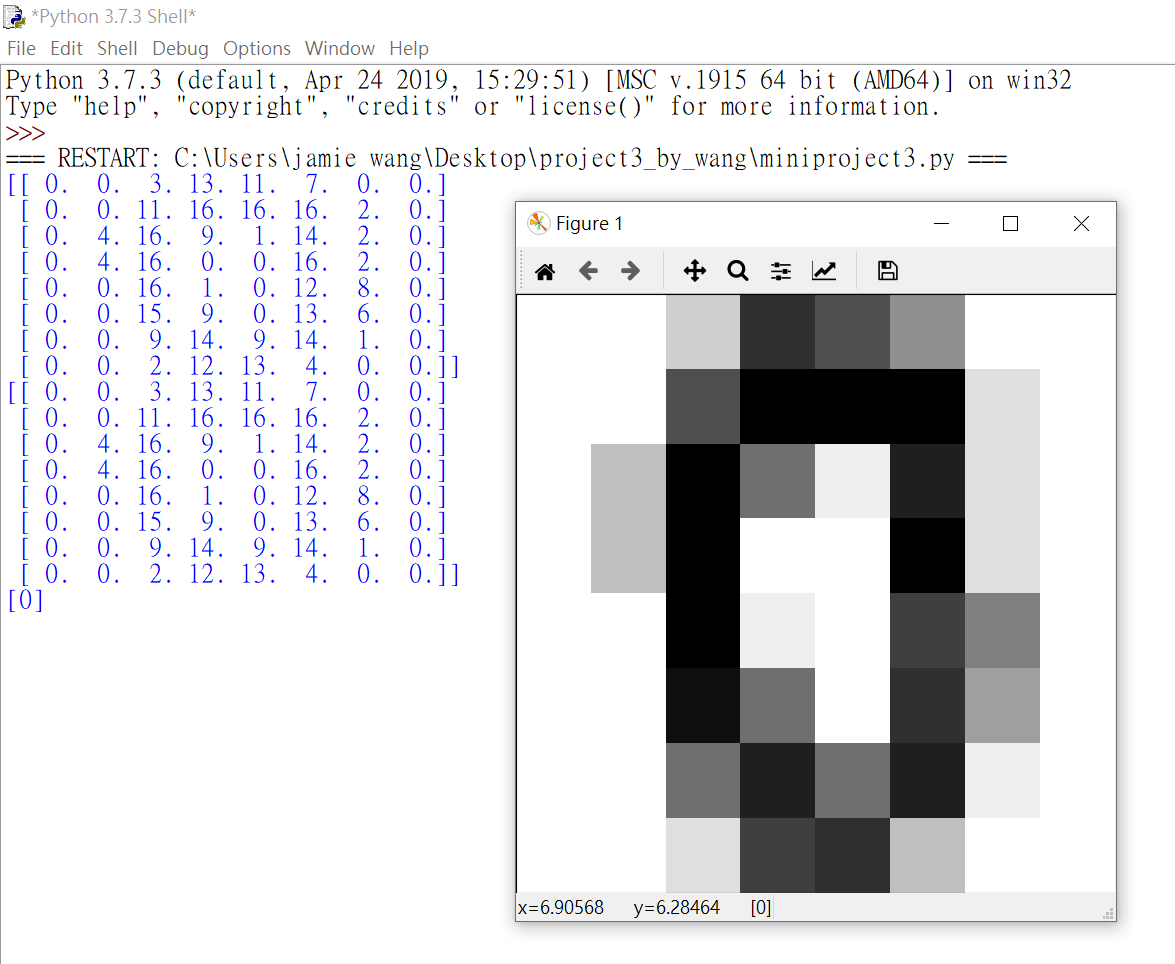 *Python 3.7.3 Shell*
File Edit Shell Debug Options Window Help
Python 3.7.3 (default, Apr 24 2019, 15:29:51) [MSC v.1915 64 bit (AMD64)] on win32
Type "help", "copyright", "credits" or "license()" for more information.
>>>
=== RESTART: C:\Users\jamie wang\Desktop\project3_by_wang\miniproject3.py ===
[[ 0.  0.  3. 13. 11.  7.  0.  0.]
 [ 0.  0. 11. 16. 16. 16.  2.  0.]
 [ 0.  4. 16.  9.  1. 14.  2.  0.]
 [ 0.  4. 16.  0.  0. 16.  2.  0.]
 [ 0.  0. 16.  1.  0. 12.  8.  0.]
 [ 0.  0. 15.  9.  0. 13.  6.  0.]
 [ 0.  0.  9. 14.  9. 14.  1.  0.]
 [ 0.  0.  2. 12. 13.  4.  0.  0.]]
[[ 0.  0.  3. 13. 11.  7.  0.  0.]
 [ 0.  0. 11. 16. 16. 16.  2.  0.]
 [ 0.  4. 16.  9.  1. 14.  2.  0.]
 [ 0.  4. 16.  0.  0. 16.  2.  0.]
 [ 0.  0. 16.  1.  0. 12.  8.  0.]
 [ 0.  0. 15.  9.  0. 13.  6.  0.]
 [ 0.  0.  9. 14.  9. 14.  1.  0.]
 [ 0.  0.  2. 12. 13.  4.  0.  0.]]
[0]
Figure 1
x=6.90568 y=6.28464 [0]